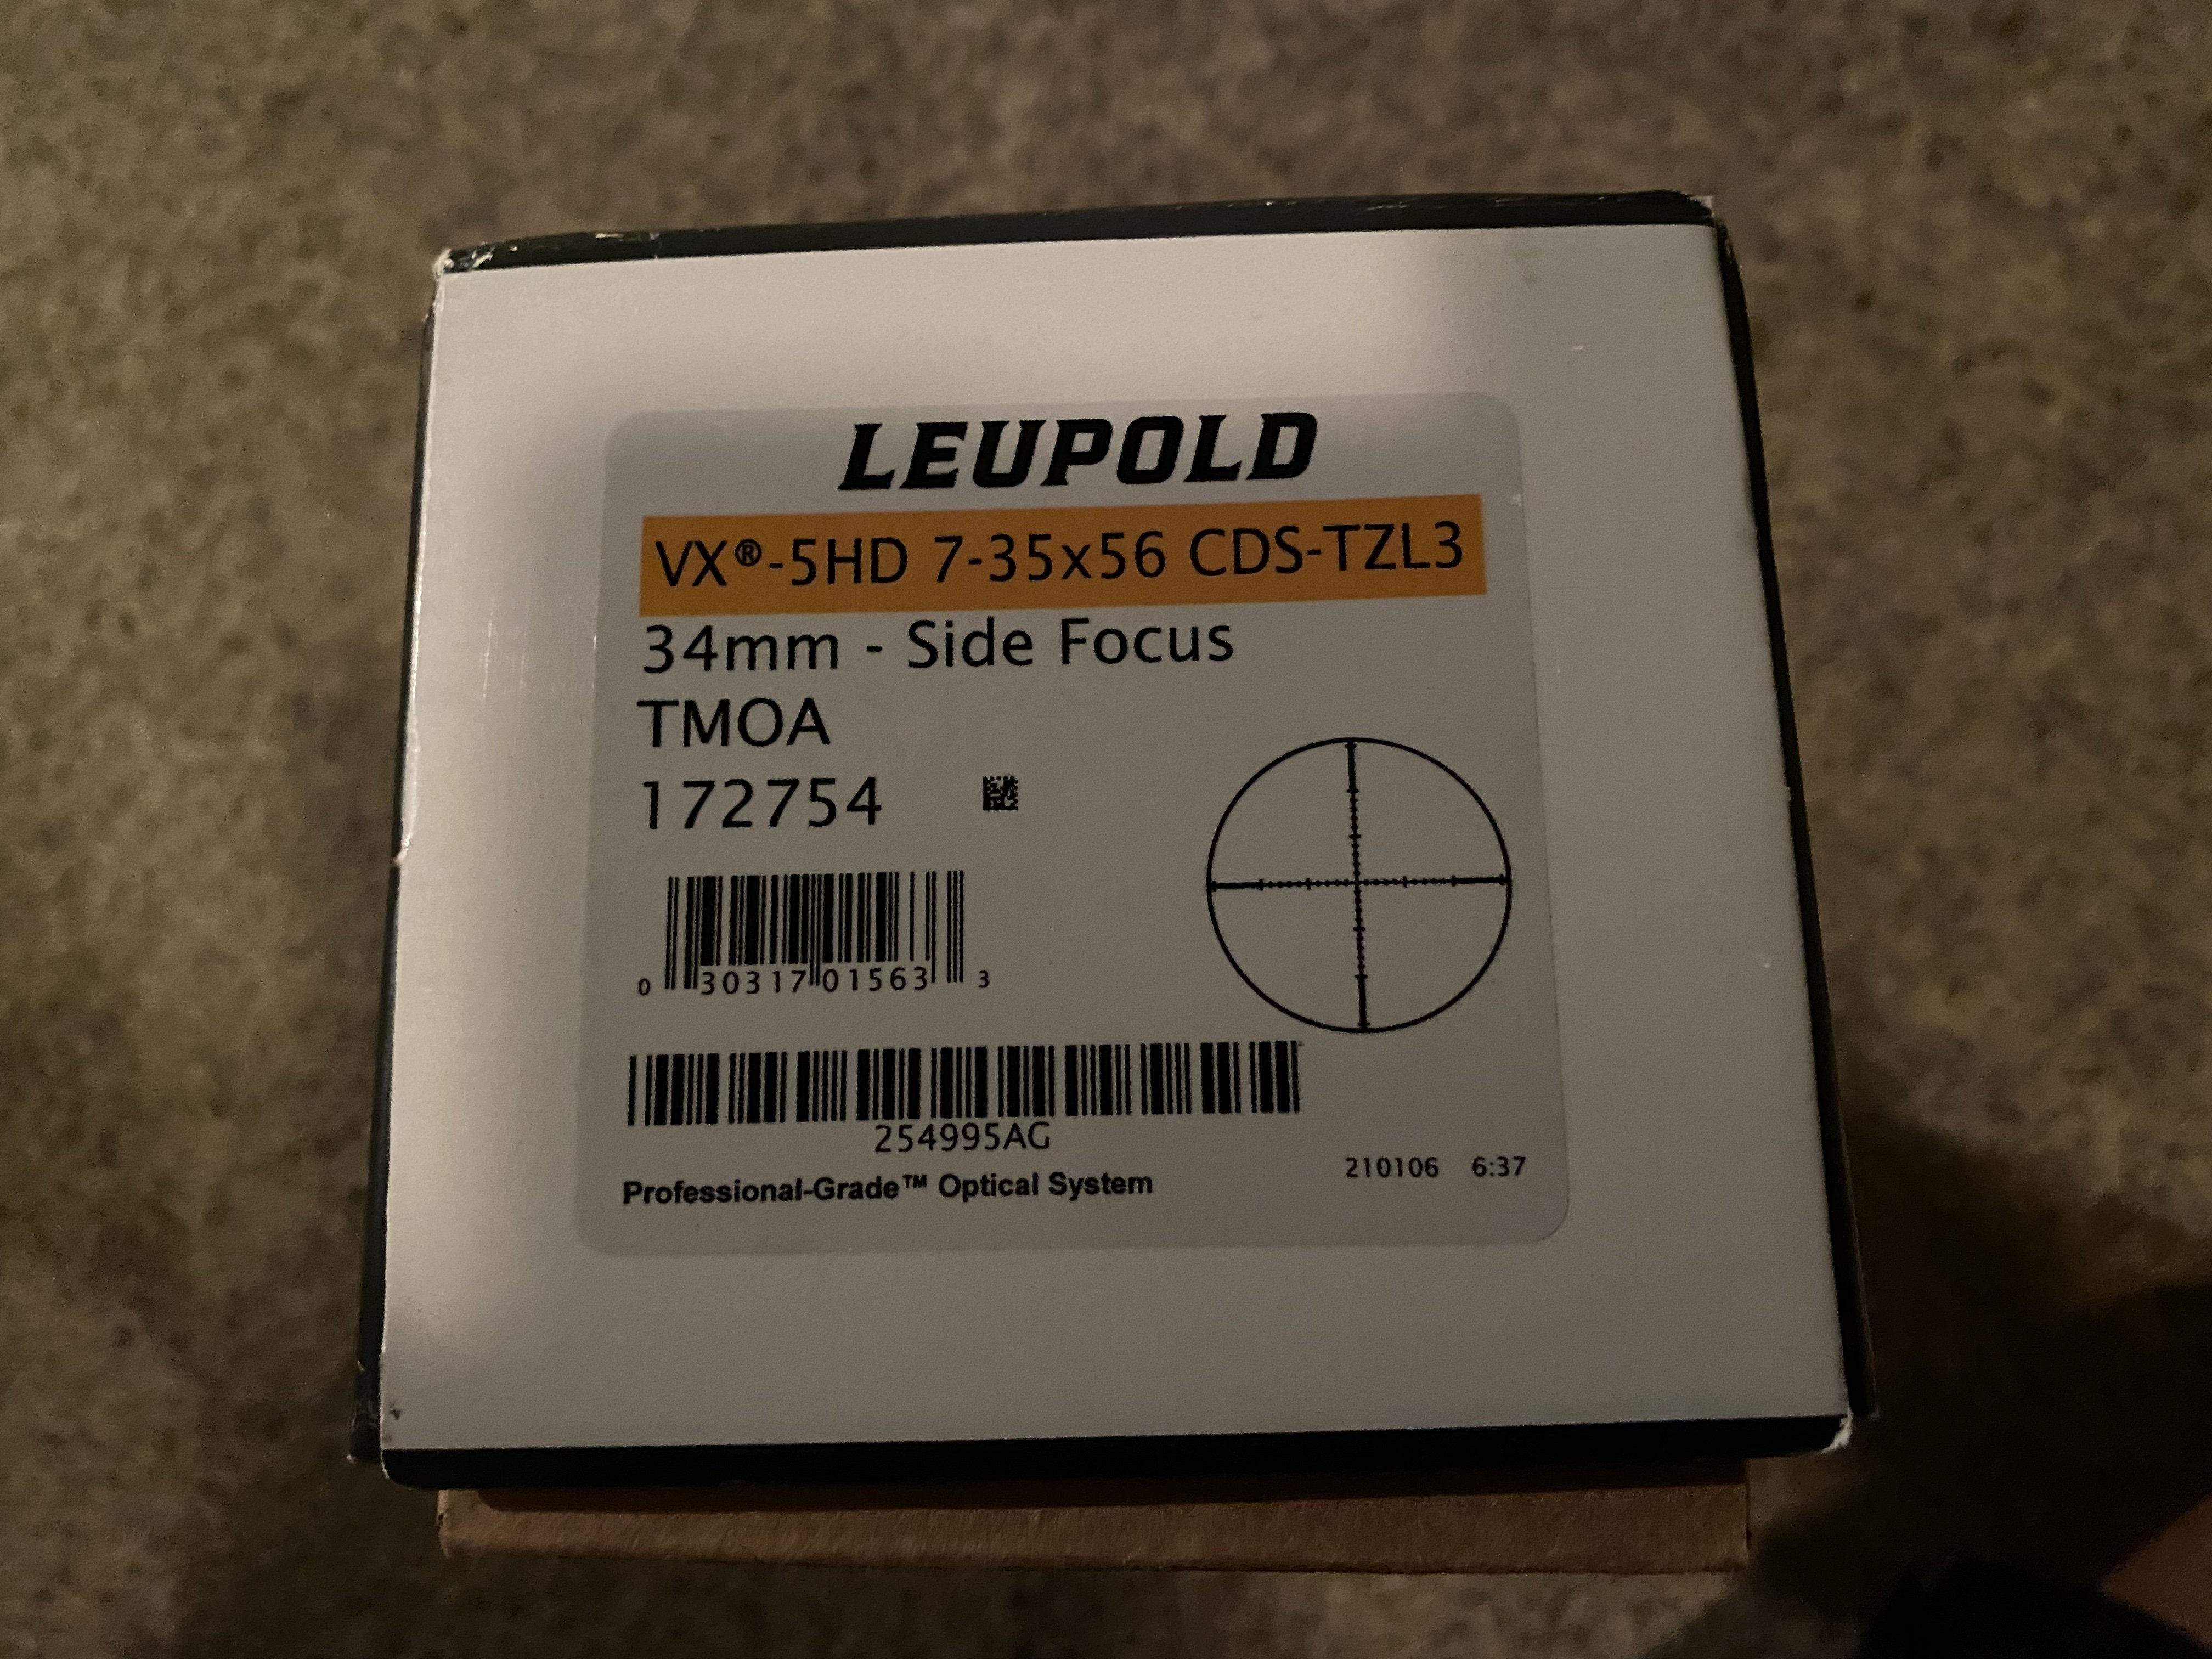 LEUPOLD
VX®-5HD 7-35x56 CDS-TZL3
34mm - Side Focus
TMOA
172754
0 30317 01563 3
254995AG
Professional-Grade™ Optical System
210106 6:37